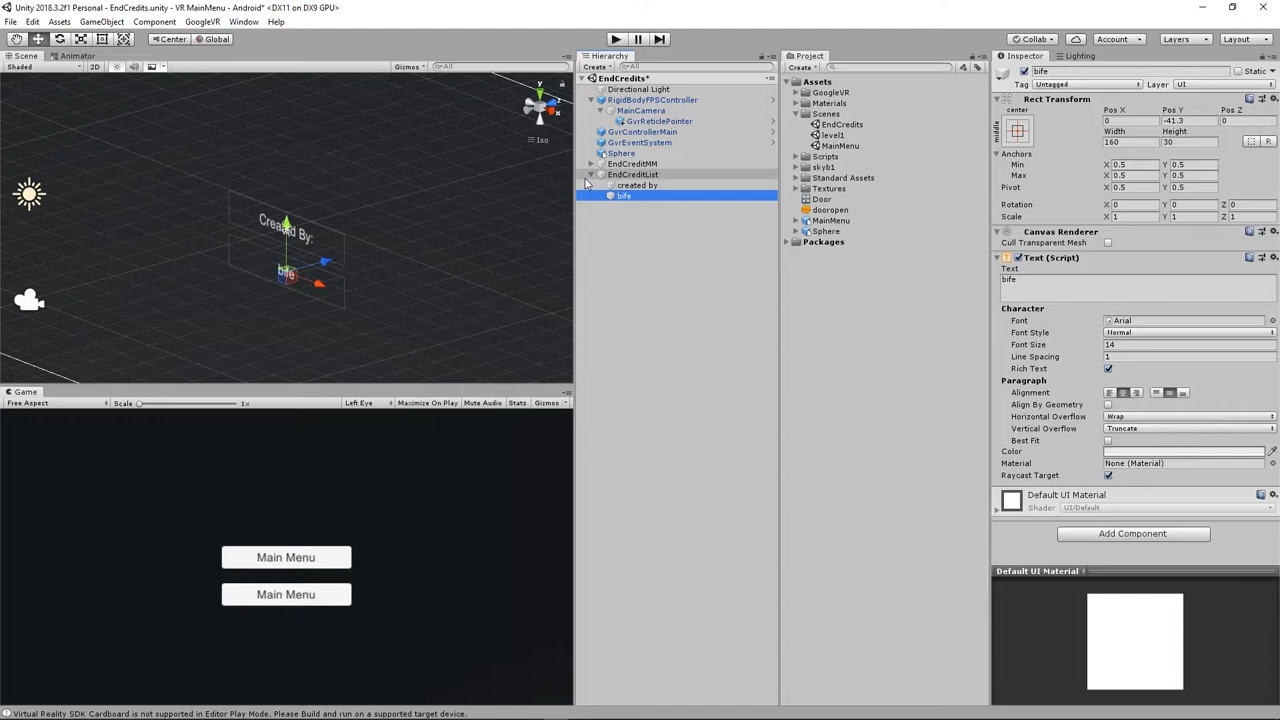 Unity 2018.3.2f1 Personal - EndCredits.unity - VR MainMenu - Android* <DX11 on DX9 GPU>
File Edit Assets GameObject Component GoogleVR Window Help
Center Global Collab Account Layers Layout
Scene Animator
Shaded 2D Gizmos All
y
Iso
Created By:
bife
Game
Free Aspect Scale 1x Left Eye Maximize On Play Mute Audio Stats Gizmos
Main Menu
Main Menu
Hierarchy
Create All
EndCredits*
Directional Light
RigidBodyFPSController
MainCamera
GvrReticlePointer
GvrControllerMain
GvrEventSystem
Sphere
EndCreditMM
EndCreditList
created by
bife
Project
Create
Assets
GoogleVR
Materials
Scenes
EndCredits
level1
MainMenu
Scripts
skyb1
Standard Assets
Textures
Door
dooropen
MainMenu
Sphere
Packages
Inspector Lighting
bife Static
Tag Untagged Layer UI
Rect Transform
center Pos X Pos Y Pos Z
middle 0 -41.3 0
Width Height
160 30 R
Anchors
Min X 0.5 Y 0.5
Max X 0.5 Y 0.5
Pivot X 0.5 Y 0.5
Rotation X 0 Y 0 Z 0
Scale X 1 Y 1 Z 1
Canvas Renderer
Cull Transparent Mesh
Text (Script)
Text
bife
Character
Font Arial
Font Style Normal
Font Size 14
Line Spacing 1
Rich Text
Paragraph
Alignment
Align By Geometry
Horizontal Overflow Wrap
Vertical Overflow Truncate
Best Fit
Color
Material None (Material)
Raycast Target
Default UI Material
Shader UI/Default
Add Component
Default UI Material
Virtual Reality SDK Cardboard is not supported in Editor Play Mode. Please Build and run on a supported target device.